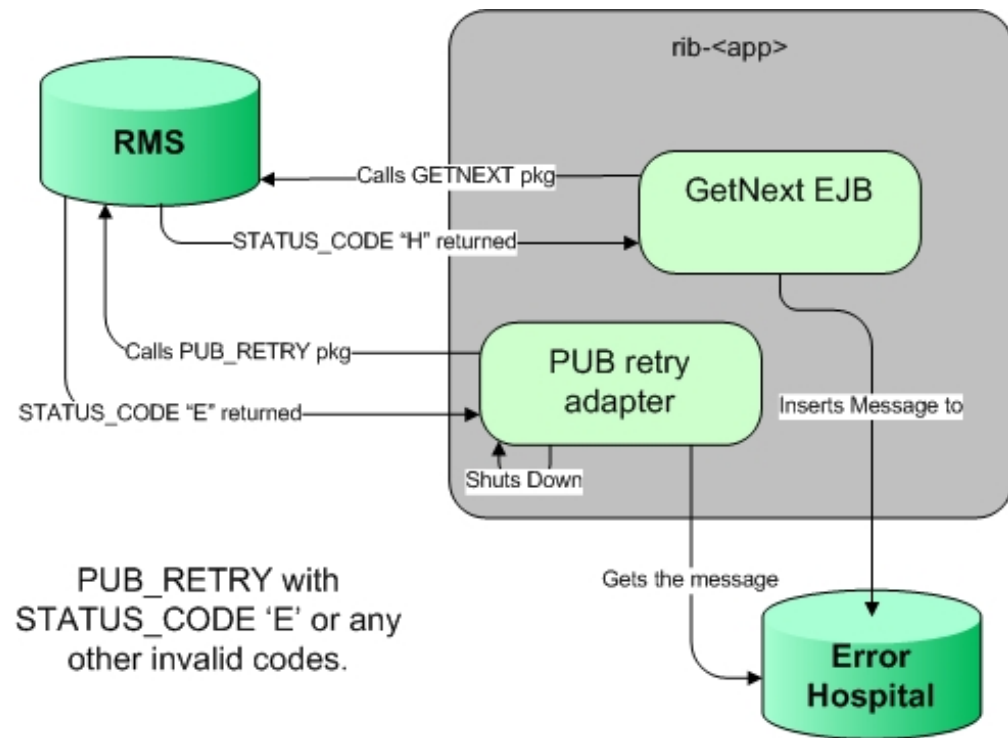 rib-<app>
RMS
Calls GETNEXT pkg
GetNext EJB
STATUS_CODE “H” returned
Calls PUB_RETRY pkg
PUB retry
adapter
STATUS_CODE “E” returned
Inserts Message to
Shuts Down
Gets the message
PUB_RETRY with
STATUS_CODE ‘E’ or any
other invalid codes.
Error
Hospital